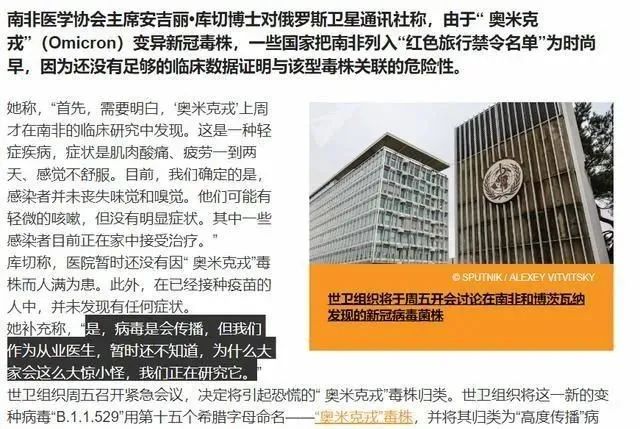 南非医学协会主席安吉丽•库切博士对俄罗斯卫星通讯社称，由于“ 奥米克
戎”（Omicron）变异新冠毒株，一些国家把南非列入“红色旅行禁令名单”为时尚
早，因为还没有足够的临床数据证明与该型毒株关联的危险性。
她称，“首先，需要明白，‘奥米克戎’上周
才在南非的临床研究中发现。这是一种轻
症疾病，症状是肌肉酸痛、疲劳一到两
天、感觉不舒服。目前，我们确定的是，
感染者并未丧失味觉和嗅觉。他们可能有
轻微的咳嗽，但没有明显症状。其中一些
感染者目前正在家中接受治疗。”
库切称，医院暂时还没有因“ 奥米克戎”毒
株而人满为患。此外，在已经接种疫苗的
人中，并未发现有任何症状。
她补充称，“是，病毒是会传播，但我们
作为从业医生，暂时还不知道，为什么大
家会这么大惊小怪，我们正在研究它。”
© SPUTNIK / ALEXEY VITVITSKY
世卫组织将于周五开会讨论在南非和博茨瓦纳
发现的新冠病毒菌株
世卫组织周五召开紧急会议，决定将引起恐慌的“ 奥米克戎”毒株归类。世卫组织将这一新的变
种病毒“B.1.1.529”用第十五个希腊字母命名——“奥米克戎”毒株，并将其归类为“高度传播”病